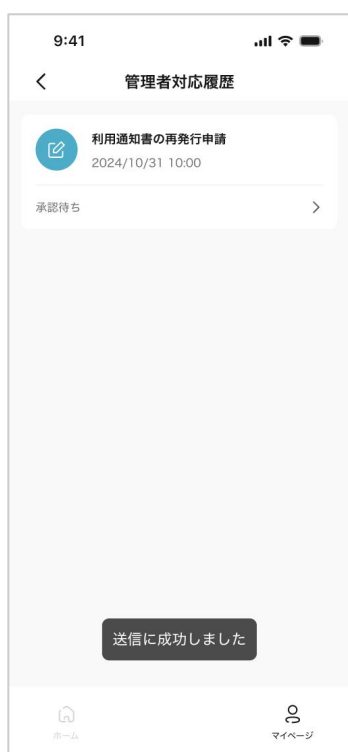 9:41
管理者対応履歴
利用通知書の再発行申請
2024/10/31 10:00
承認待ち
送信に成功しました
ホーム
マイページ